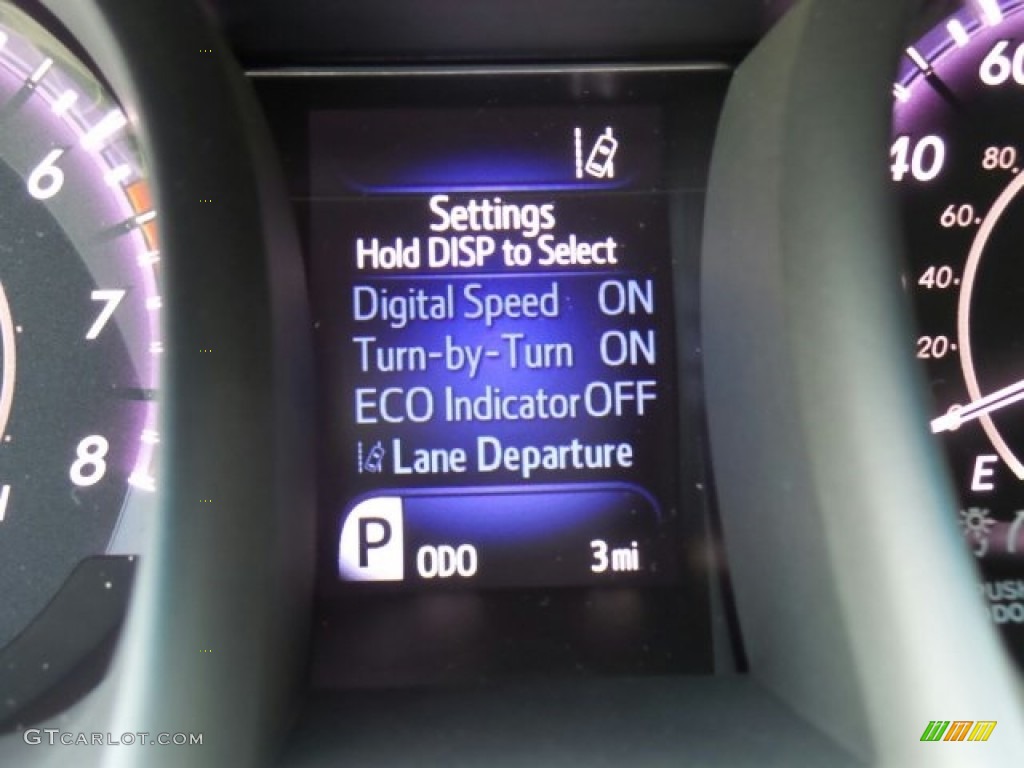 Settings
Hold DISP to Select
Digital Speed ON
Turn-by-Turn ON
ECO Indicator OFF
Lane Departure
P ODO 3 mi
6
7
8
60
40
80
60
40
20
0
E
GTCARLOT.COM